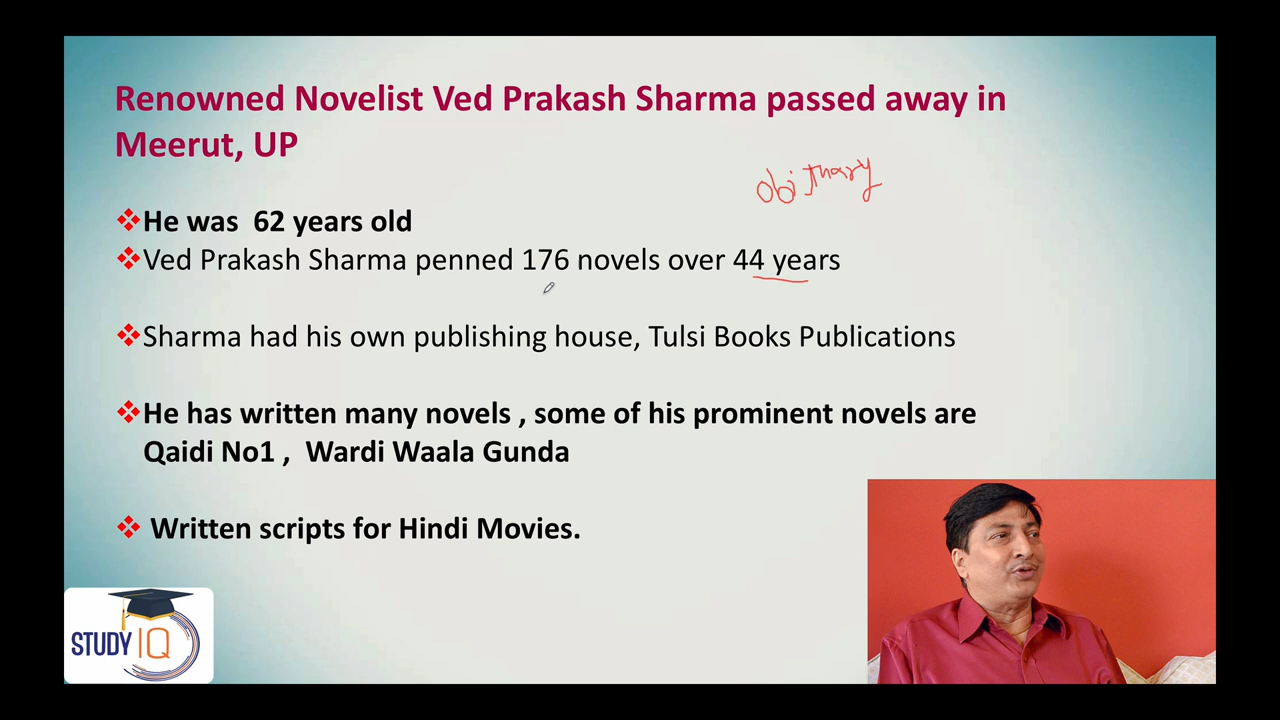 Renowned Novelist Ved Prakash Sharma passed away in
Meerut, UP
obithary
❖He was 62 years old
❖Ved Prakash Sharma penned 176 novels over 44 years
❖Sharma had his own publishing house, Tulsi Books Publications
❖He has written many novels , some of his prominent novels are
Qaidi No1 , Wardi Waala Gunda
❖ Written scripts for Hindi Movies.
STUDY IQ